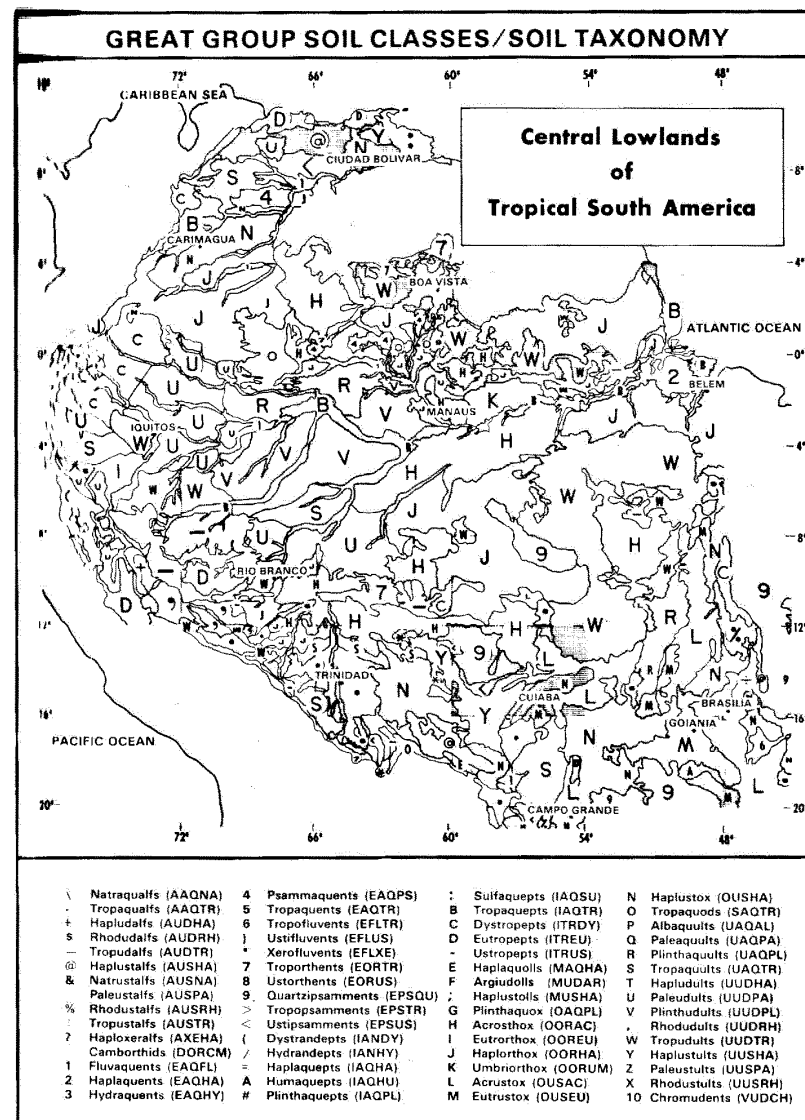 GREAT GROUP SOIL CLASSES/SOIL TAXONOMY
72° 66° 60° 54° 48°
CARIBBEAN SEA
Central Lowlands
of
Tropical South America
CIUDAD BOLIVAR
CARIMAGUA
BOA VISTA
ATLANTIC OCEAN
BELEM
MANAUS
IQUITOS
RIO BRANCO
TRINIDAD
CUIABA
BRASILIA
GOIANIA
PACIFIC OCEAN
CAMPO GRANDE
72° 66° 60° 54° 48°
\ Natraqualfs (AAQNA)
. Tropaqualfs (AAQTR)
+ Hapludalfs (AUDHA)
S Rhodudalfs (AUDRH)
— Tropudalfs (AUDTR)
@ Haplustalfs (AUSHA)
& Natrustalfs (AUSNA)
Paleustalfs (AUSPA)
% Rhodustalfs (AUSRH)
Tropustalfs (AUSTR)
? Haploxeralfs (AXEHA)
Camborthids (DORCM)
1 Fluvaquents (EAQFL)
2 Haplaquents (EAQHA)
3 Hydraquents (EAQHY)
4 Psammaquents (EAQPS)
5 Tropaquents (EAQTR)
6 Tropofluvents (EFLTR)
} Ustifluvents (EFLUS)
* Xerofluvents (EFLXE)
7 Troporthents (EORTR)
8 Ustorthents (EORUS)
9 Quartzipsamments (EPSQU)
> Tropopsamments (EPSTR)
< Ustipsamments (EPSUS)
( Dystrandepts (IANDY)
/ Hydrandepts (IANHY)
= Haplaquepts (IAQHA)
A Humaquepts (IAQHU)
# Plinthaquepts (IAQPL)
: Sulfaquepts (IAQSU)
B Tropaquepts (IAQTR)
C Dystropepts (ITRDY)
D Eutropepts (ITREU)
- Ustropepts (ITRUS)
E Haplaquolls (MAQHA)
F Argiudolls (MUDAR)
; Haplustolls (MUSHA)
G Plinthaquox (OAQPL)
H Acrosthox (OORAC)
I Eutrorthox (OOREU)
J Haplorthox (OORHA)
K Umbriorthox (OORUM)
L Acrustox (OUSAC)
M Eutrustox (OUSEU)
N Haplustox (OUSHA)
O Tropaquods (SAQTR)
P Albaquults (UAQAL)
Q Paleaquults (UAQPA)
R Plinthaquults (UAQPL)
S Tropaquults (UAQTR)
T Hapludults (UUDHA)
U Paleudults (UUDPA)
V Plinthudults (UUDPL)
, Rhodudults (UUDRH)
W Tropudults (UUDTR)
Y Haplustults (UUSHA)
Z Paleustults (UUSPA)
X Rhodustults (UUSRH)
10 Chromudents (VUDCH)